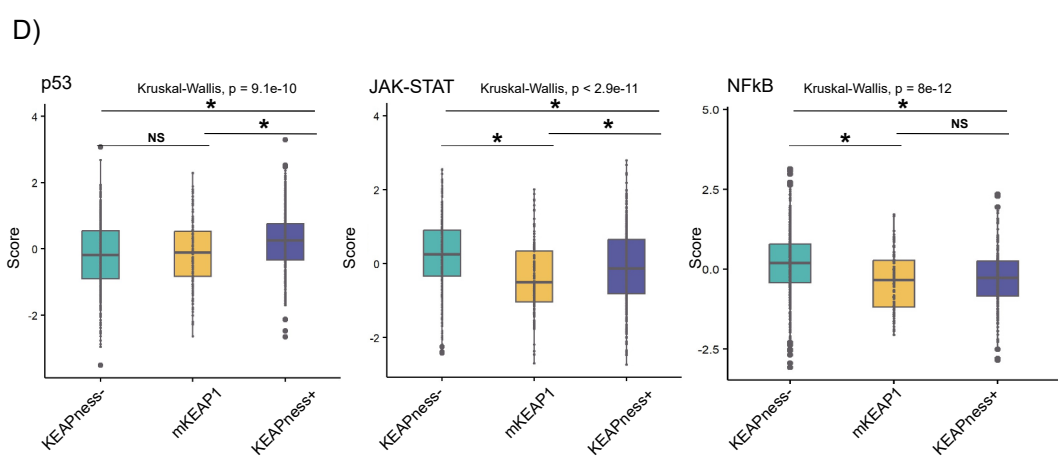 D)
p53
Kruskal-Wallis, p = 9.1e-10
*
*
NS
4
2
0
-2
Score
KEAPness-
mKEAP1
KEAPness+
JAK-STAT
Kruskal-Wallis, p < 2.9e-11
*
*
*
4
2
0
-2
Score
KEAPness-
mKEAP1
KEAPness+
NFkB
Kruskal-Wallis, p = 8e-12
*
NS
*
5.0
2.5
0.0
-2.5
Score
KEAPness-
mKEAP1
KEAPness+